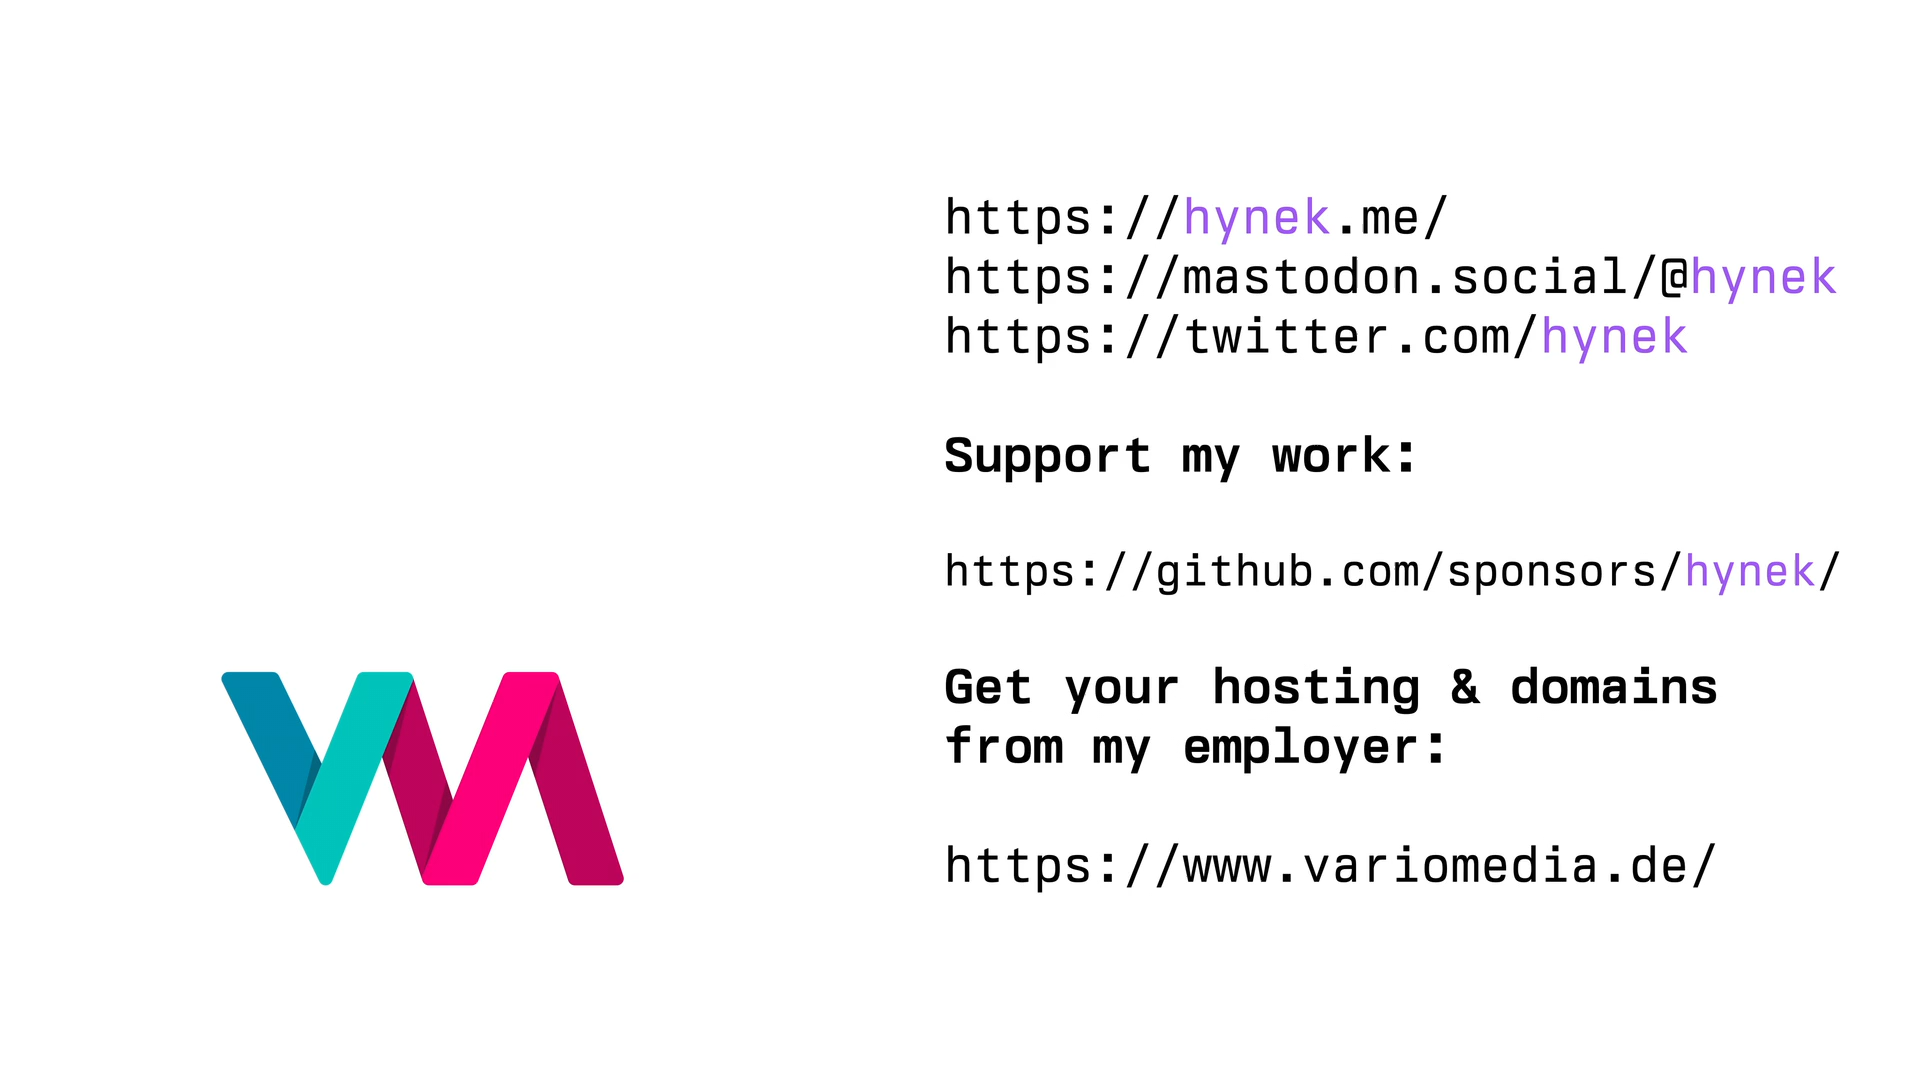 https://hynek.me/
https://mastodon.social/@hynek
https://twitter.com/hynek
Support my work:
https://github.com/sponsors/hynek/
Get your hosting & domains
from my employer:
https://www.variomedia.de/